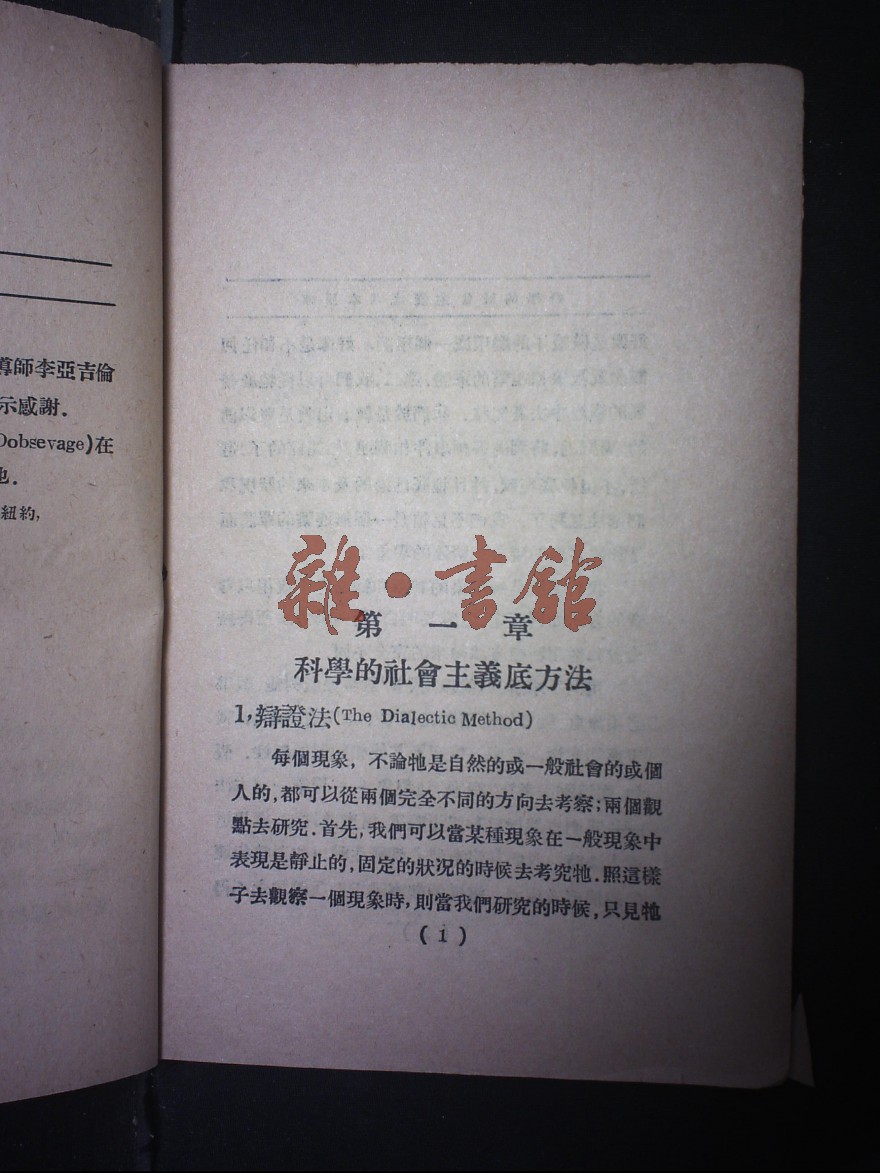 導師李亞吉倫
示感謝．
Dobsevage)在
也．
紐約，
雜・書館
第一章
科學的社會主義底方法
1,辯證法(The Dialectic Method)
每個現象，不論牠是自然的或一般社會的或個
人的，都可以從兩個完全不同的方向去考察；兩個觀
點去研究．首先，我們可以當某種現象在一般現象中
表現是靜止的，固定的狀況的時候去考究牠．照這樣
子去觀察一個現象時，則當我們研究的時候，只見牠
(1)